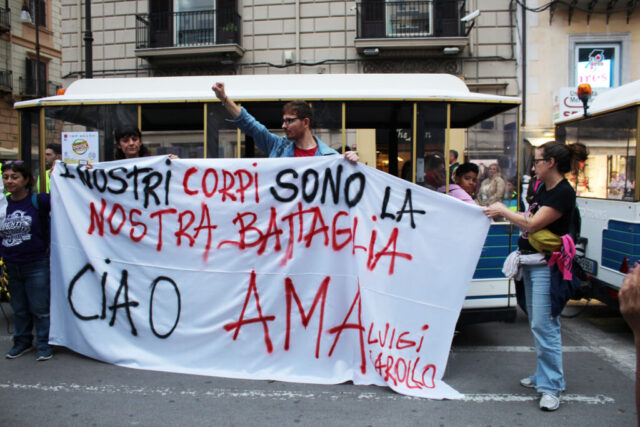 I NOSTRI CORPI SONO LA
NOSTRA BATTAGLIA
CIAO AMA
LUIGI
CAROLLO